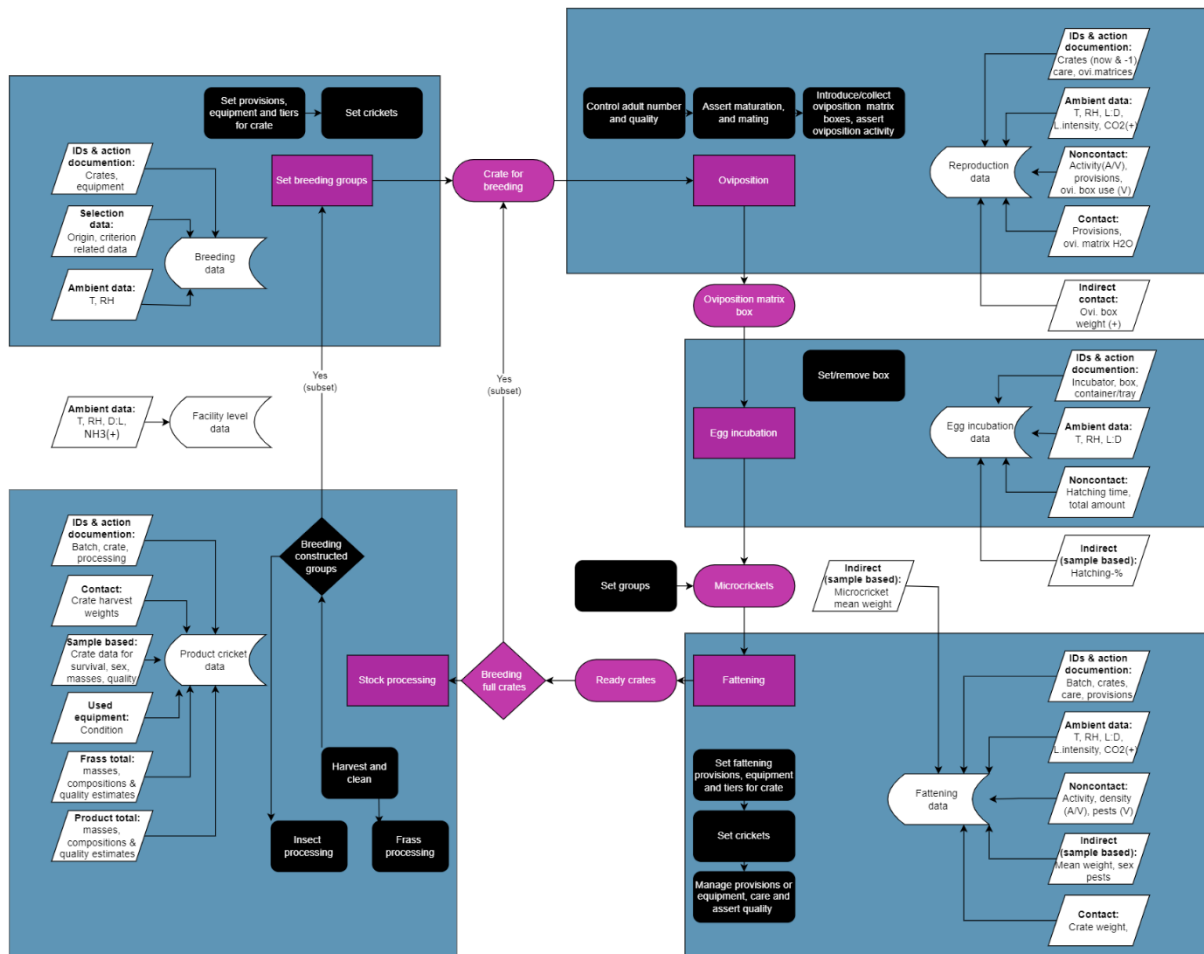 Set provisions,
equipment and tiers
for crate
Set crickets
IDs & action
documention:
Crates,
equipment
Set breeding groups
Selection
data:
Origin, criterion
related data
Breeding
data
Ambient data:
T, RH
Crate for
breeding
Control adult number
and quality
Assert maturation,
and mating
Introduce/collect
oviposition matrix
boxes, assert
oviposition activity
Oviposition
IDs & action
documention:
Crates (now & -1)
care, ovi.matrices
Ambient data:
T, RH, L:D,
L.intensity, CO2(+)
Reproduction
data
Noncontact:
Activity(A/V),
provisions,
ovi. box use (V)
Contact:
Provisions,
ovi. matrix H2O
Indirect
contact:
Ovi. box
weight (+)
Oviposition matrix
box
Yes
(subset)
Yes
(subset)
Set/remove box
IDs & action
documention:
Incubator, box,
container/tray
Egg incubation
Egg incubation
data
Ambient data:
T, RH, L:D
Noncontact:
Hatching time,
total amount
Indirect
(sample based):
Hatching-%
Ambient data:
T, RH, D:L,
NH3(+)
Facility level
data
IDs & action
documention:
Batch, crate,
processing
Breeding
constructed
groups
Contact:
Crate harvest
weights
Sample based:
Crate data for
survival, sex,
masses, quality
Product cricket
data
Used
equipment:
Condition
Frass total:
masses,
compositions &
quality estimates
Product total:
masses,
compositions &
quality estimates
Harvest and
clean
Insect
processing
Frass
processing
Stock processing
Breeding
full crates
Ready crates
Set groups
Microcrickets
Indirect
(sample based):
Microcricket
mean weight
Fattening
IDs & action
documention:
Batch, crates,
care, provisions
Ambient data:
T, RH, L:D,
L.intensity, CO2(+)
Set fattening
provisions, equipment
and tiers for crate
Set crickets
Manage provisions or
equipment, care and
assert quality
Fattening
data
Noncontact:
Activity, density
(A/V), pests (V)
Indirect
(sample based):
Mean weight, sex
pests
Contact:
Crate weight,